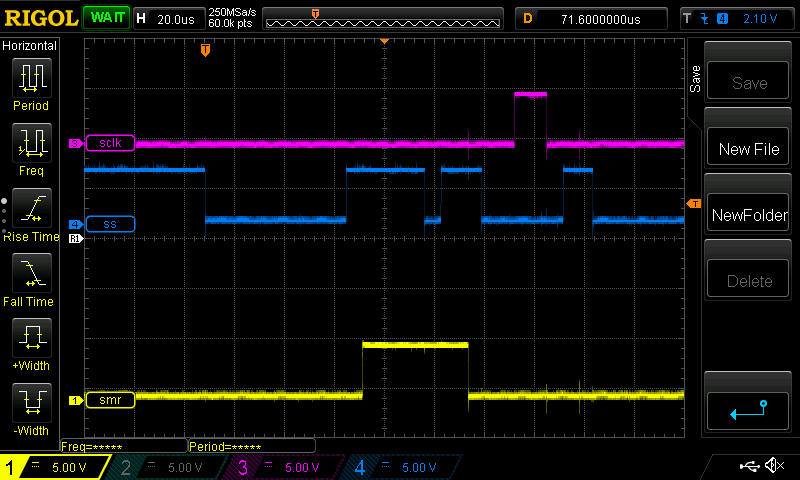 RIGOL WAIT H 20.0us 250MSa/s 60.0k pts T D 71.6000000us T 4 2.10 V
Horizontal
Period
Freq
Rise Time
Fall Time
+Width
-Width
T
3 sclk
4 ss
R1
T
1 smr
Save
Save
New File
NewFolder
Delete
Freq=***** Period=*****
1 5.00 V 2 5.00 V 3 5.00 V 4 5.00 V